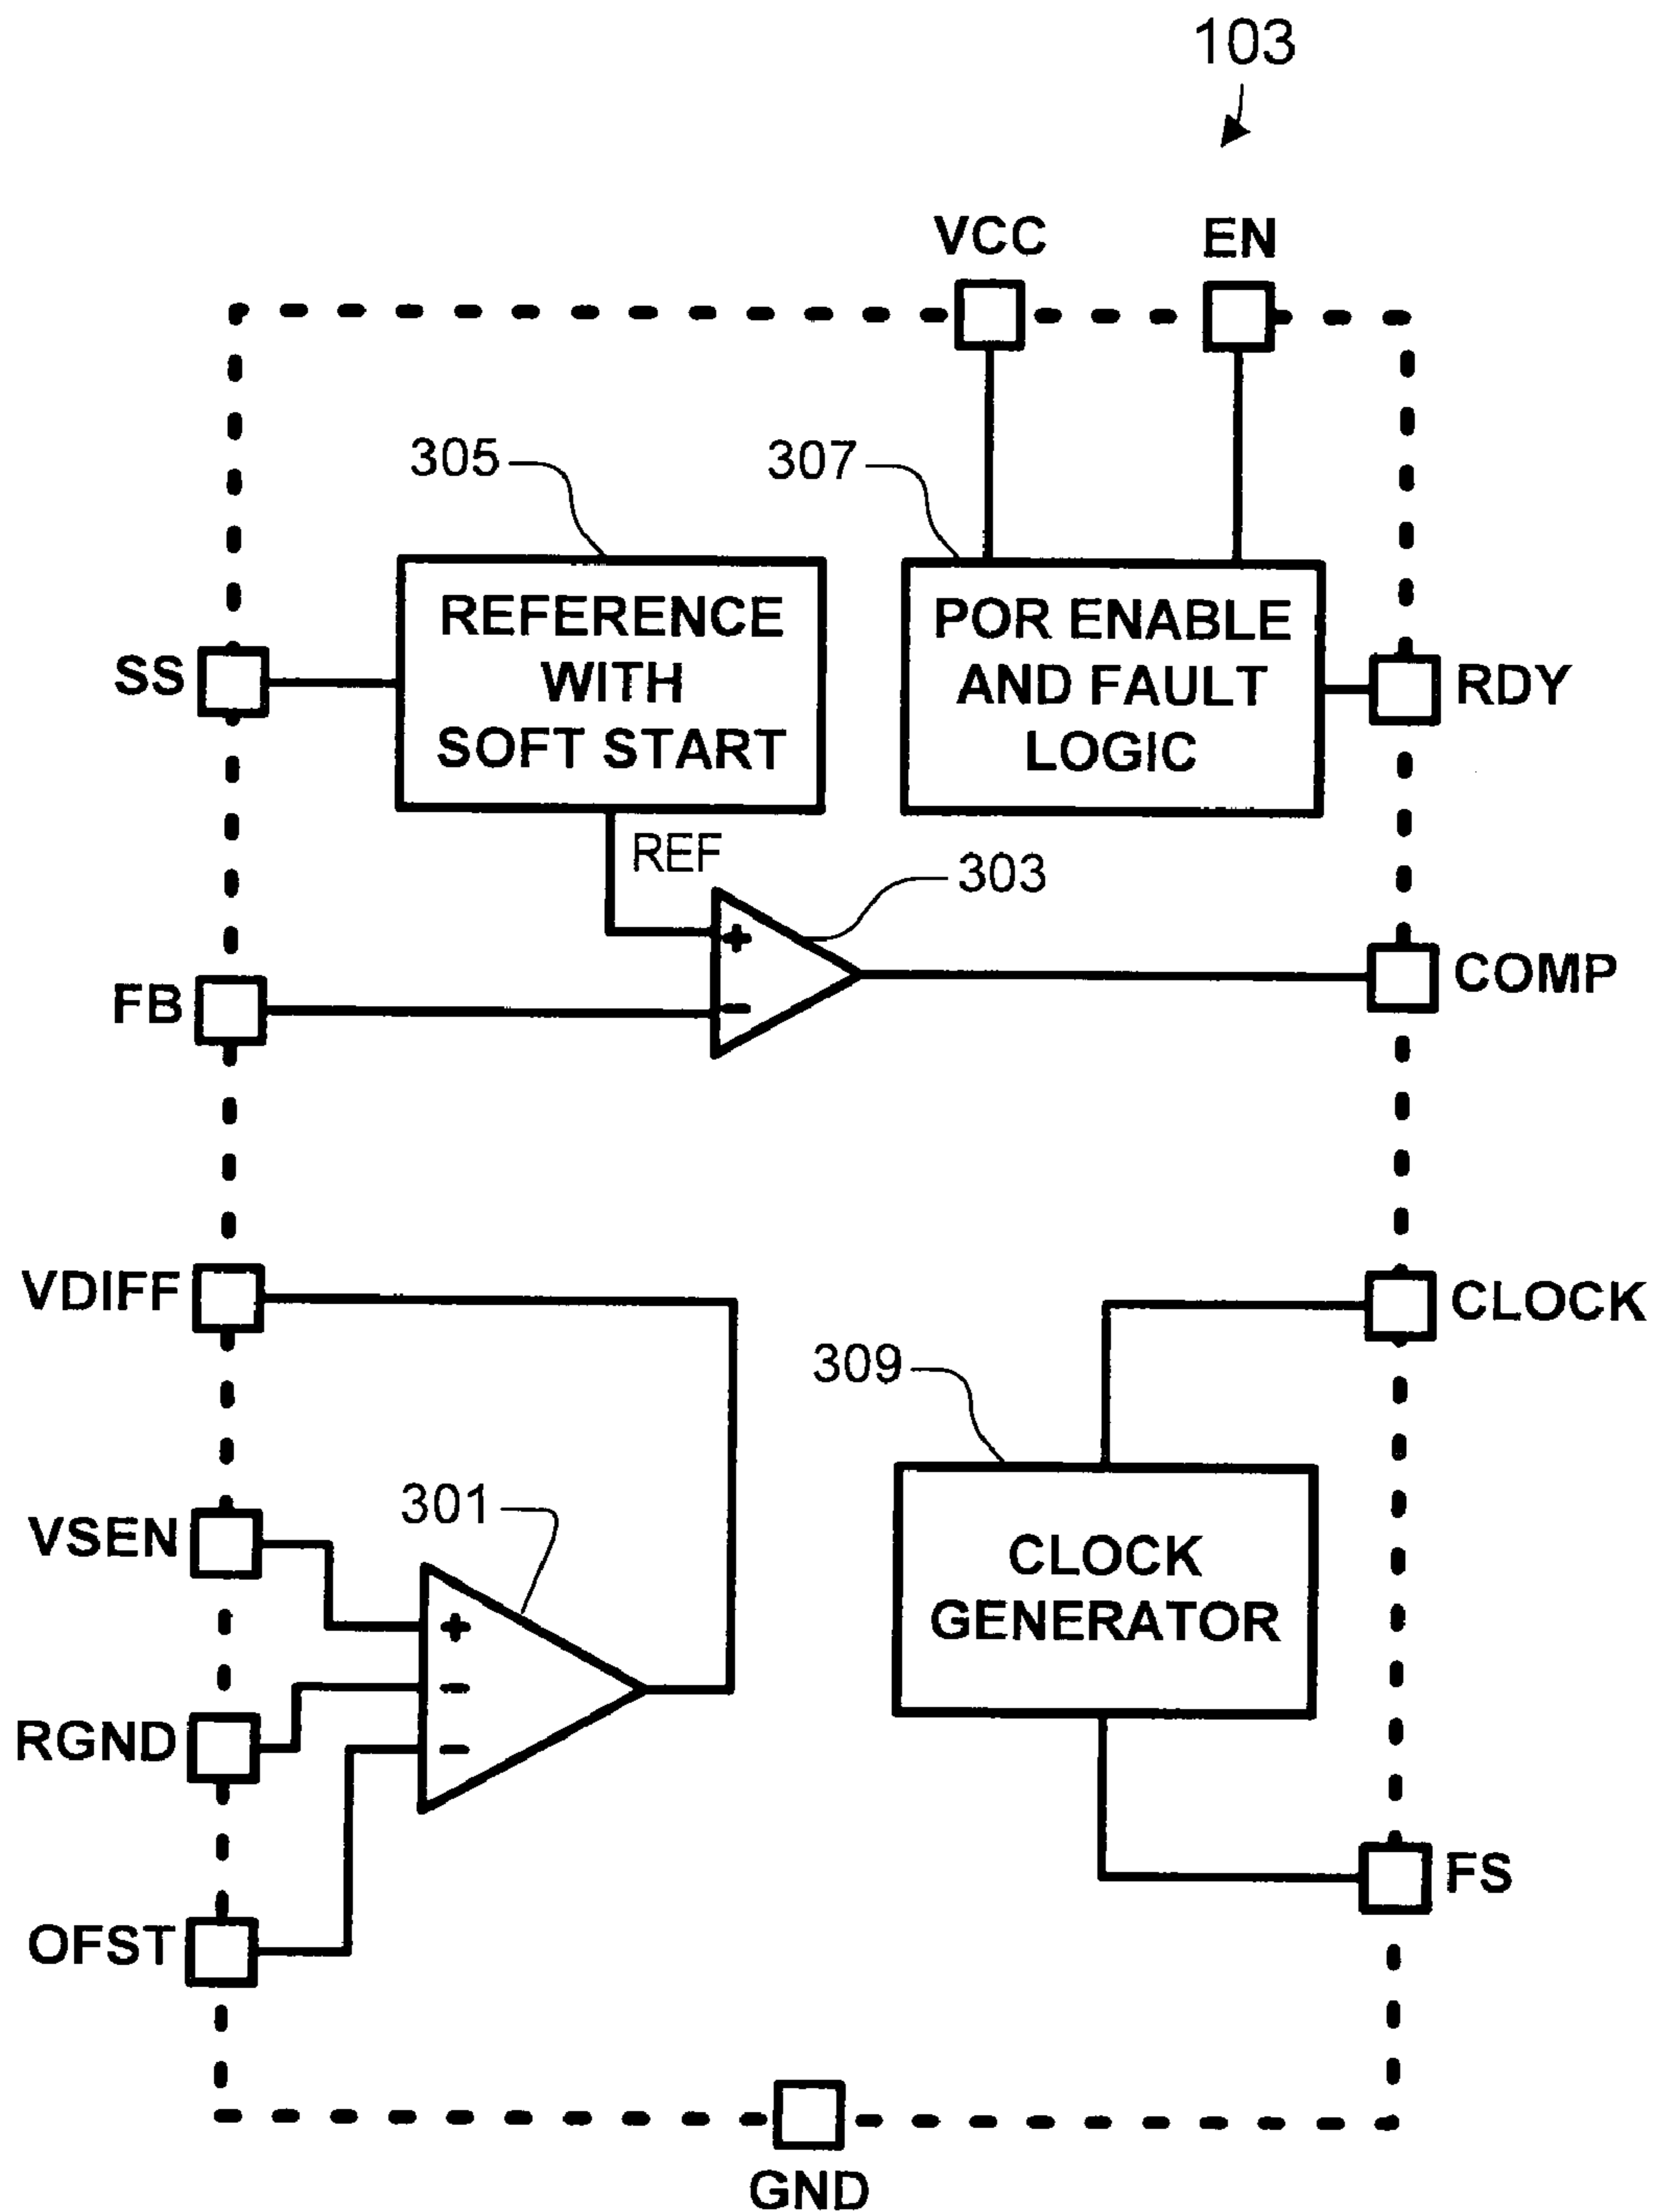 103
VCC
EN
305
307
REFERENCE
WITH
SOFT START
POR ENABLE
AND FAULT
LOGIC
SS
RDY
REF
303
+
-
FB
COMP
VDIFF
CLOCK
309
301
VSEN
CLOCK
GENERATOR
+
-
-
RGND
FS
OFST
GND